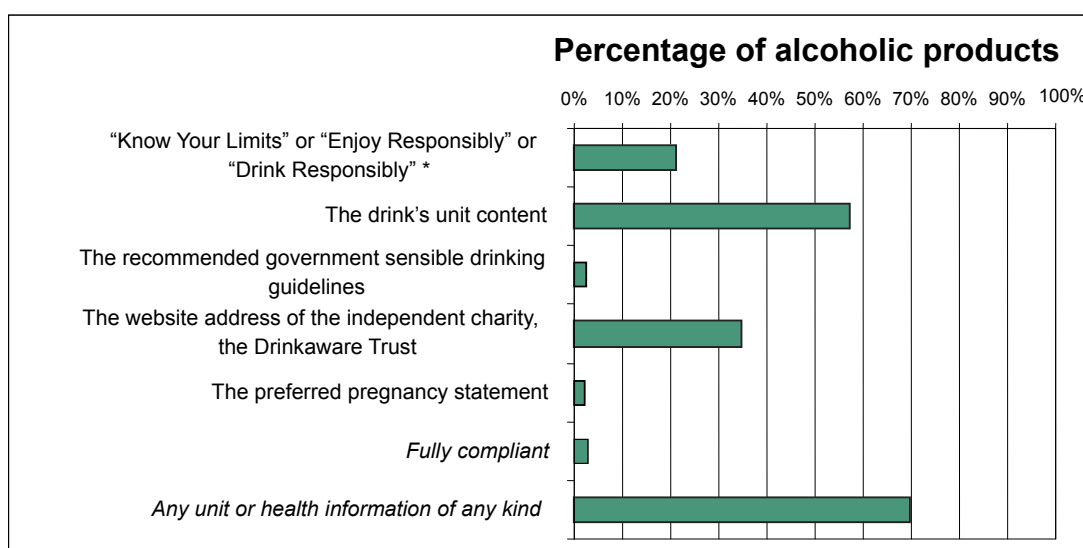 Percentage of alcoholic products
0% 10% 20% 30% 40% 50% 60% 70% 80% 90% 100%
“Know Your Limits” or “Enjoy Responsibly” or
“Drink Responsibly” *
The drink’s unit content
The recommended government sensible drinking
guidelines
The website address of the independent charity,
the Drinkaware Trust
The preferred pregnancy statement
Fully compliant
Any unit or health information of any kind